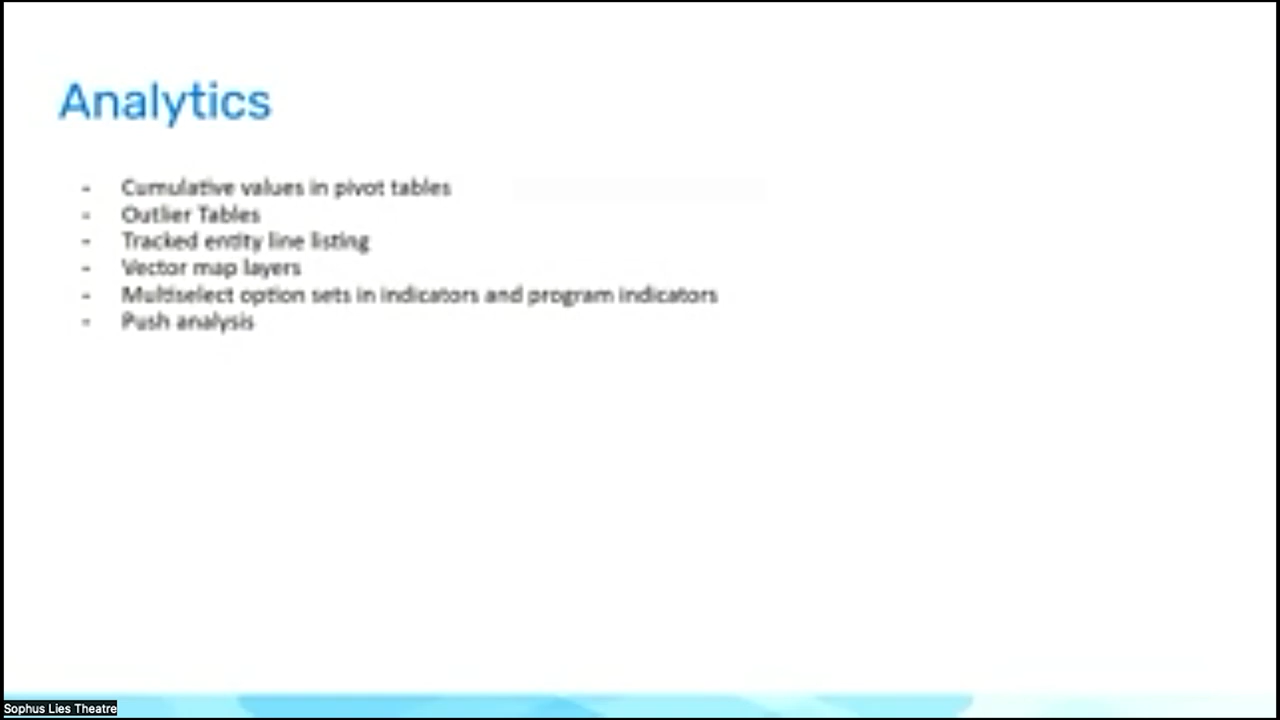 Analytics
- Cumulative values in pivot tables
- Outlier Tables
- Tracked entity line listing
- Vector map layers
- Multiselect option sets in indicators and program indicators
- Push analysis
Sophus Lies Theatre